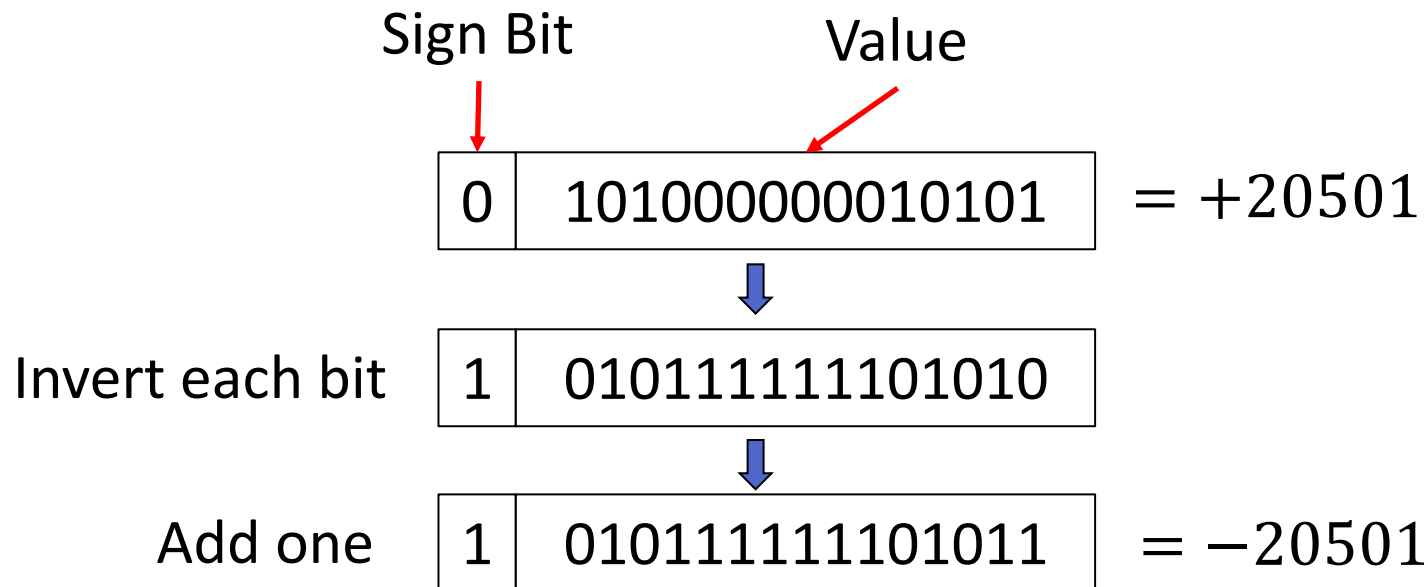 Sign Bit Value
0 101000000010101 = +20501
Invert each bit 1 010111111101010
Add one 1 010111111101011 = −20501